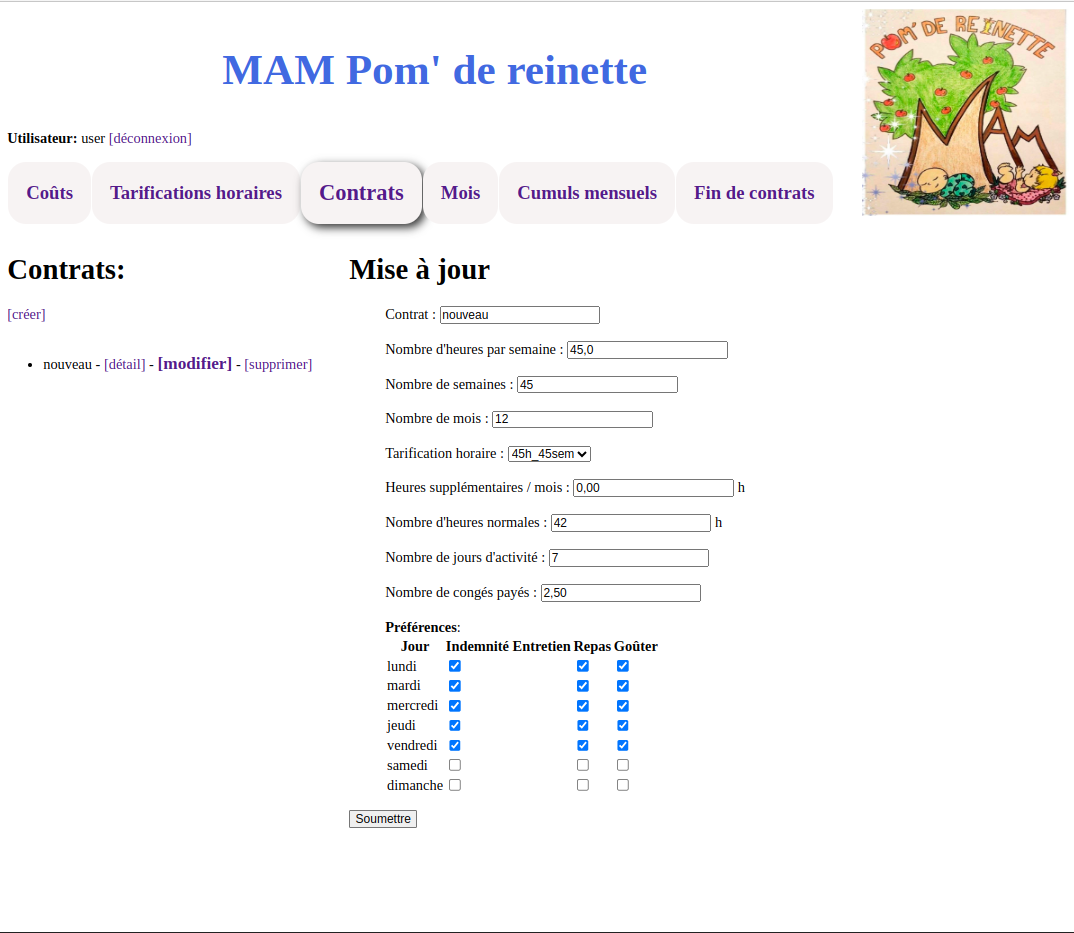 POM' DE REINETTE
MAM
MAM Pom' de reinette
Utilisateur: user [déconnexion]
Coûts
Tarifications horaires
Contrats
Mois
Cumuls mensuels
Fin de contrats
Contrats:
[créer]
nouveau - [détail] - [modifier] - [supprimer]
Mise à jour
Contrat : nouveau
Nombre d'heures par semaine : 45,0
Nombre de semaines : 45
Nombre de mois : 12
Tarification horaire : 45h_45sem
Heures supplémentaires / mois : 0,00 h
Nombre d'heures normales : 42 h
Nombre de jours d'activité : 7
Nombre de congés payés : 2,50
Préférences:
Jour Indemnité Entretien Repas Goûter
lundi
mardi
mercredi
jeudi
vendredi
samedi
dimanche
Soumettre